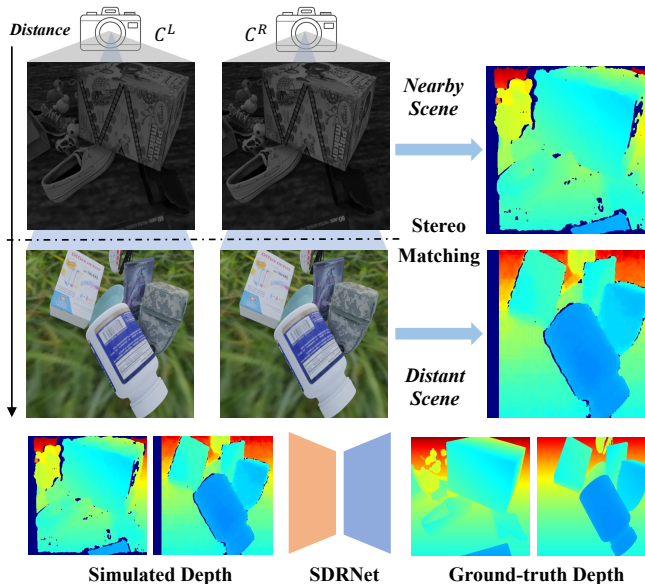 Distance
C^L
C^R
Nearby
Scene
Stereo
Matching
Distant
Scene
Simulated Depth
SDRNet
Ground-truth Depth